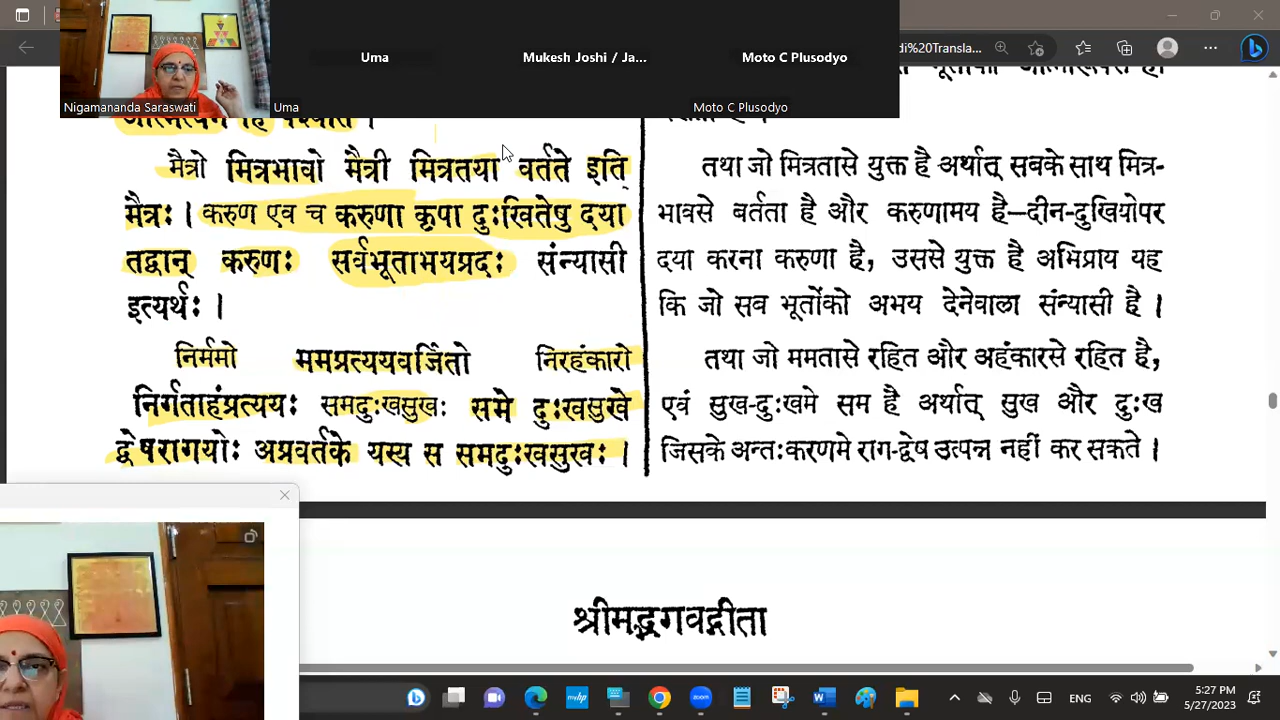 Uma
Mukesh Joshi / Ja...
Moto C Plusodyo
Nigamananda Saraswati
Uma
Moto C Plusodyo
di%20Transla...
मैत्रो मित्रभावो मैत्री मित्रतया वर्तते इति
मैत्रः । करुण एव च करुणा कृपा दुःखितेषु दया
तद्वान् करुणः सर्वभूताभयप्रदः संन्यासी
इत्यर्थः ।
निर्ममो ममप्रत्ययवर्जितो निरहंकारो
निर्गताहंप्रत्ययः समदुःखसुखः समे दुःखसुखे
द्वेषरागयोः अप्रवर्तके यस्य स समदुःखसुखः ।
तथा जो मित्रतासे युक्त है अर्थात् सबके साथ मित्र-
भावसे बर्तता है और करुणामय है—दीन-दुखियोपर
दया करना करुणा है, उससे युक्त है अभिप्राय यह
कि जो सब भूतोंको अभय देनेवाला संन्यासी है ।
तथा जो ममतासे रहित और अहंकारसे रहित है,
एवं सुख-दुःखमे सम है अर्थात् सुख और दुःख
जिसके अन्तःकरणमे राग-द्वेष उत्पन्न नहीं कर सकते ।
श्रीमद्भगवद्गीता
ENG
5:27 PM
5/27/2023